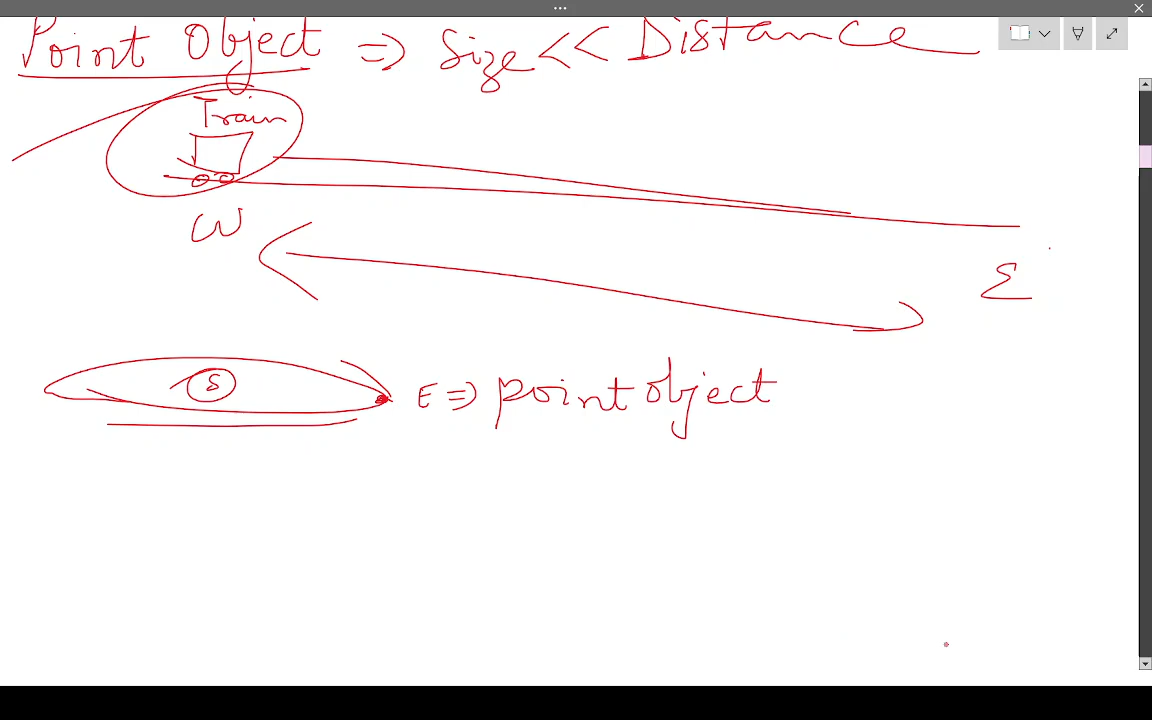 Point Object => Size << Distance
Train
W
E
S E => point object